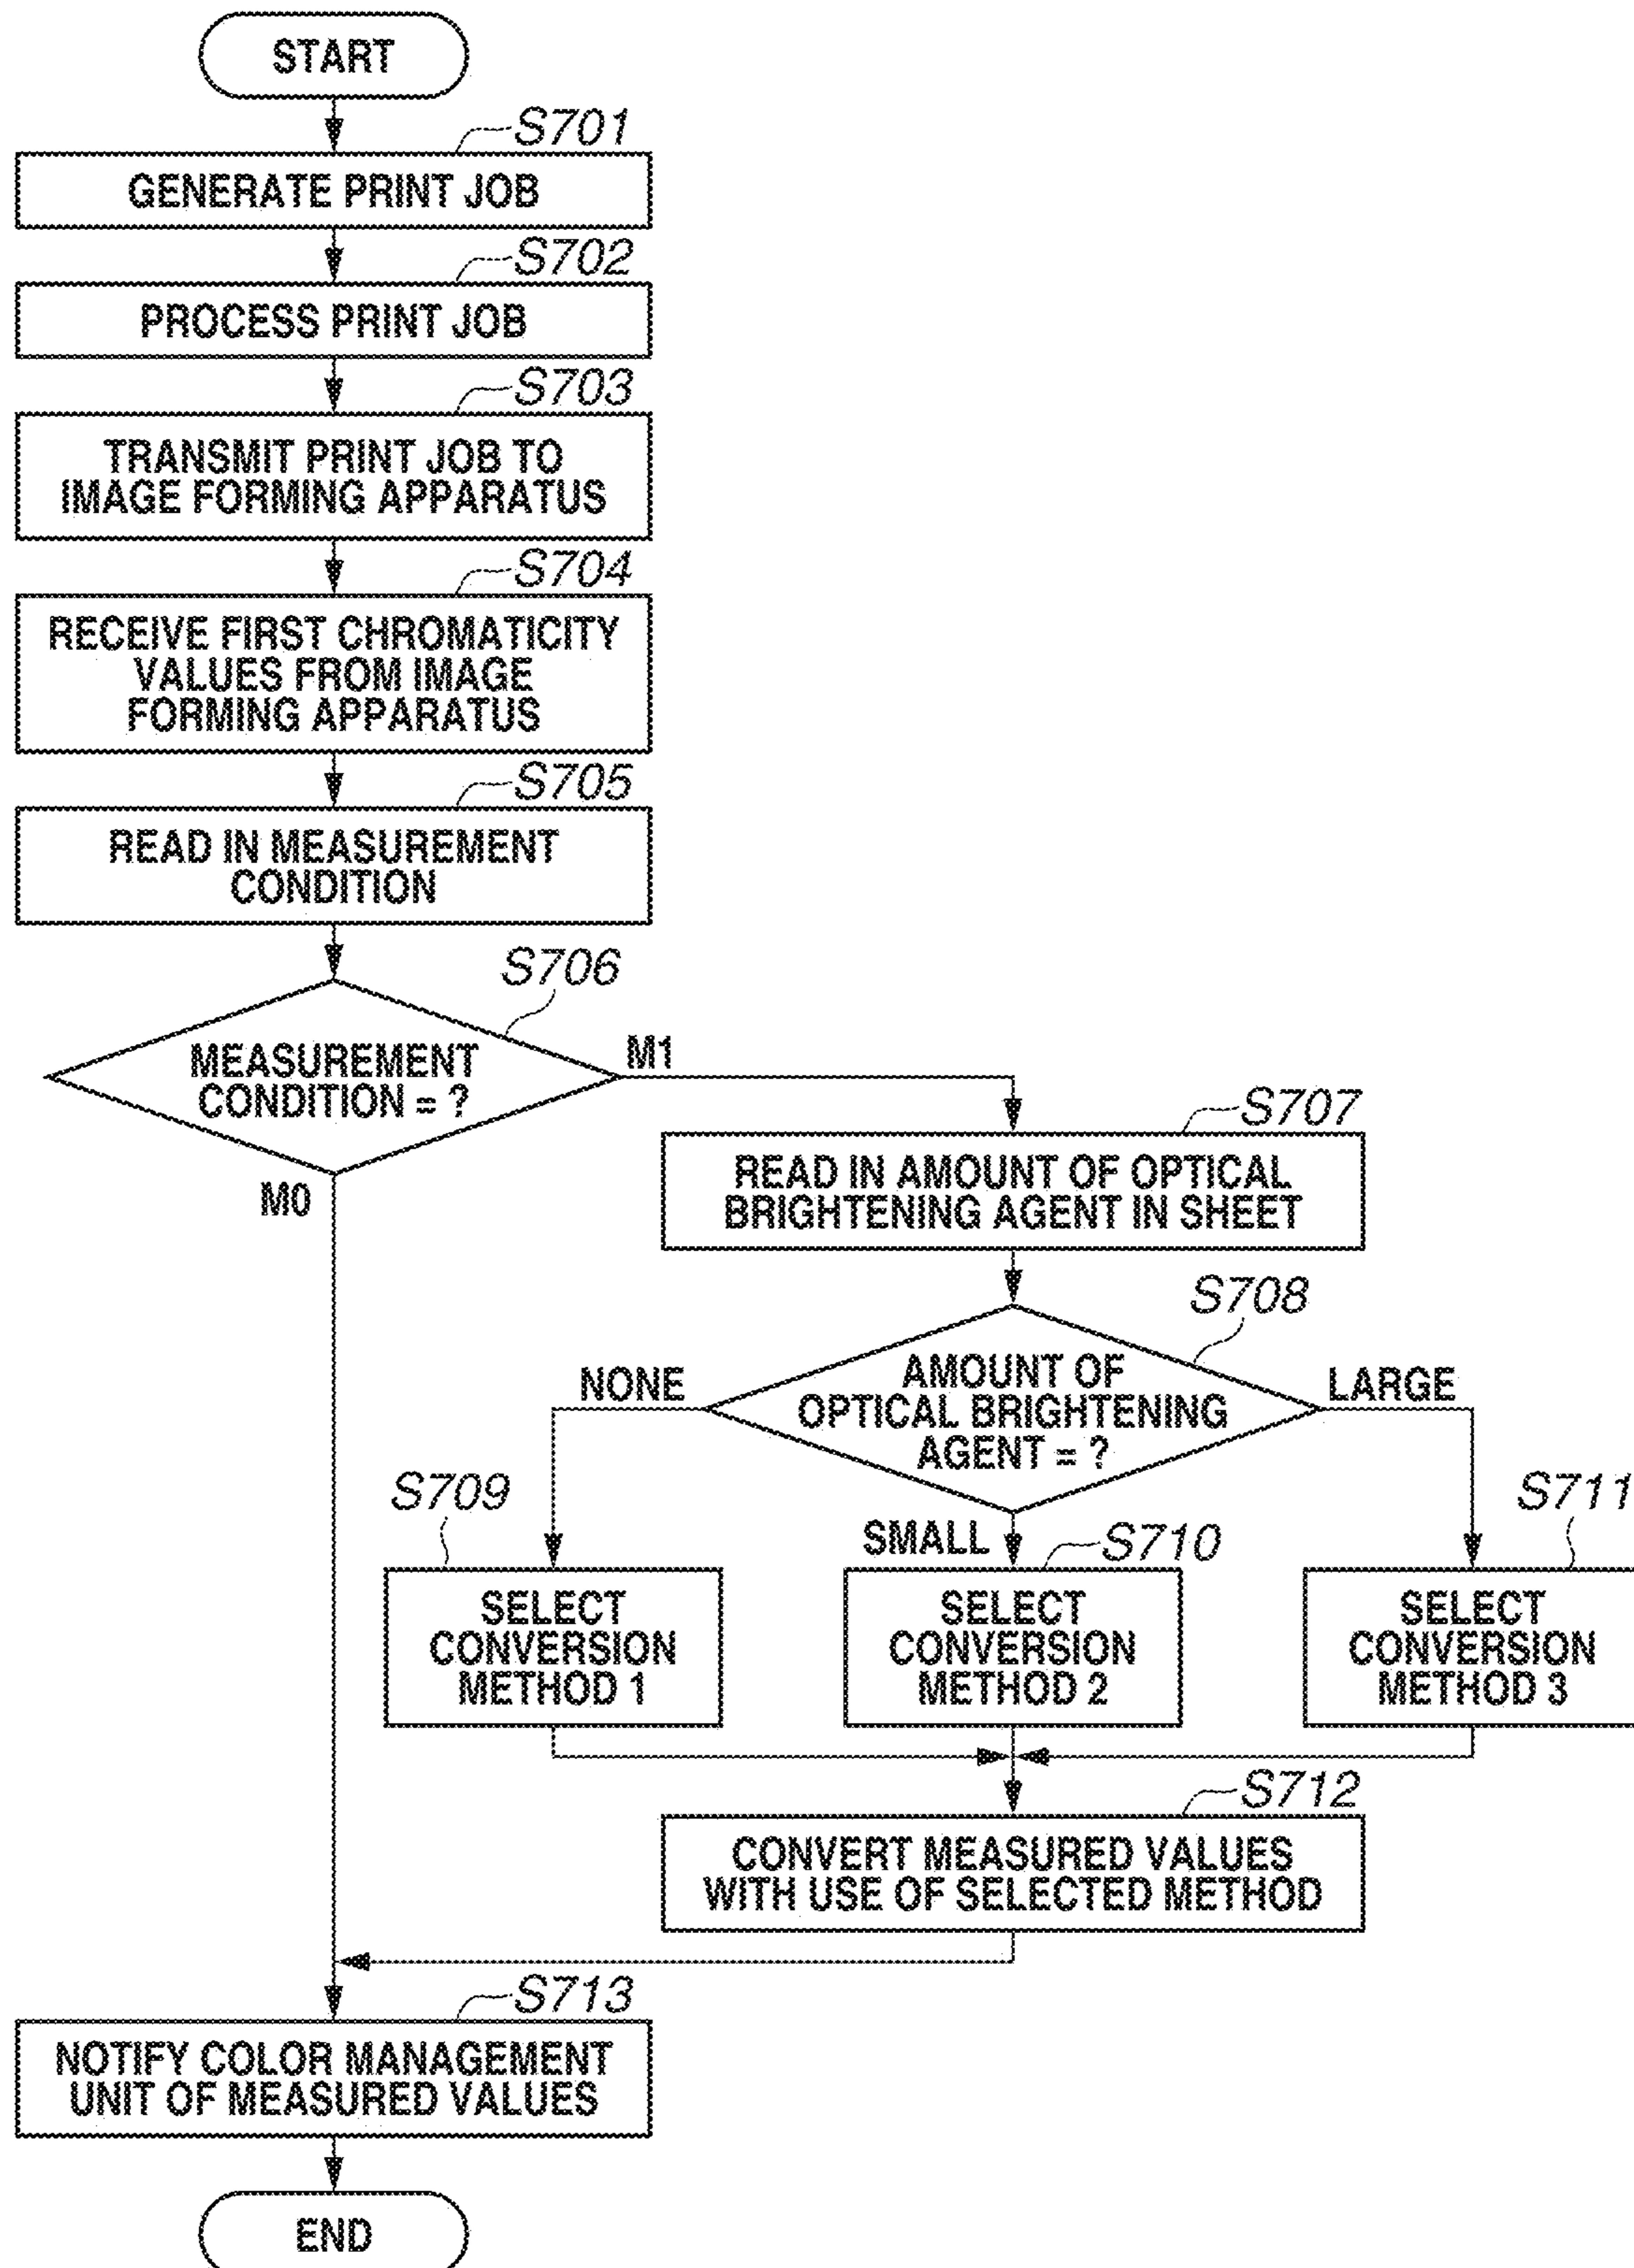 START
S701
GENERATE PRINT JOB
S702
PROCESS PRINT JOB
S703
TRANSMIT PRINT JOB TO
IMAGE FORMING APPARATUS
S704
RECEIVE FIRST CHROMATICITY
VALUES FROM IMAGE
FORMING APPARATUS
S705
READ IN MEASUREMENT
CONDITION
S706
MEASUREMENT
CONDITION = ?
M1
M0
S707
READ IN AMOUNT OF OPTICAL
BRIGHTENING AGENT IN SHEET
S708
AMOUNT OF
OPTICAL BRIGHTENING
AGENT = ?
NONE
SMALL
LARGE
S709
SELECT
CONVERSION
METHOD 1
S710
SELECT
CONVERSION
METHOD 2
S711
SELECT
CONVERSION
METHOD 3
S712
CONVERT MEASURED VALUES
WITH USE OF SELECTED METHOD
S713
NOTIFY COLOR MANAGEMENT
UNIT OF MEASURED VALUES
END